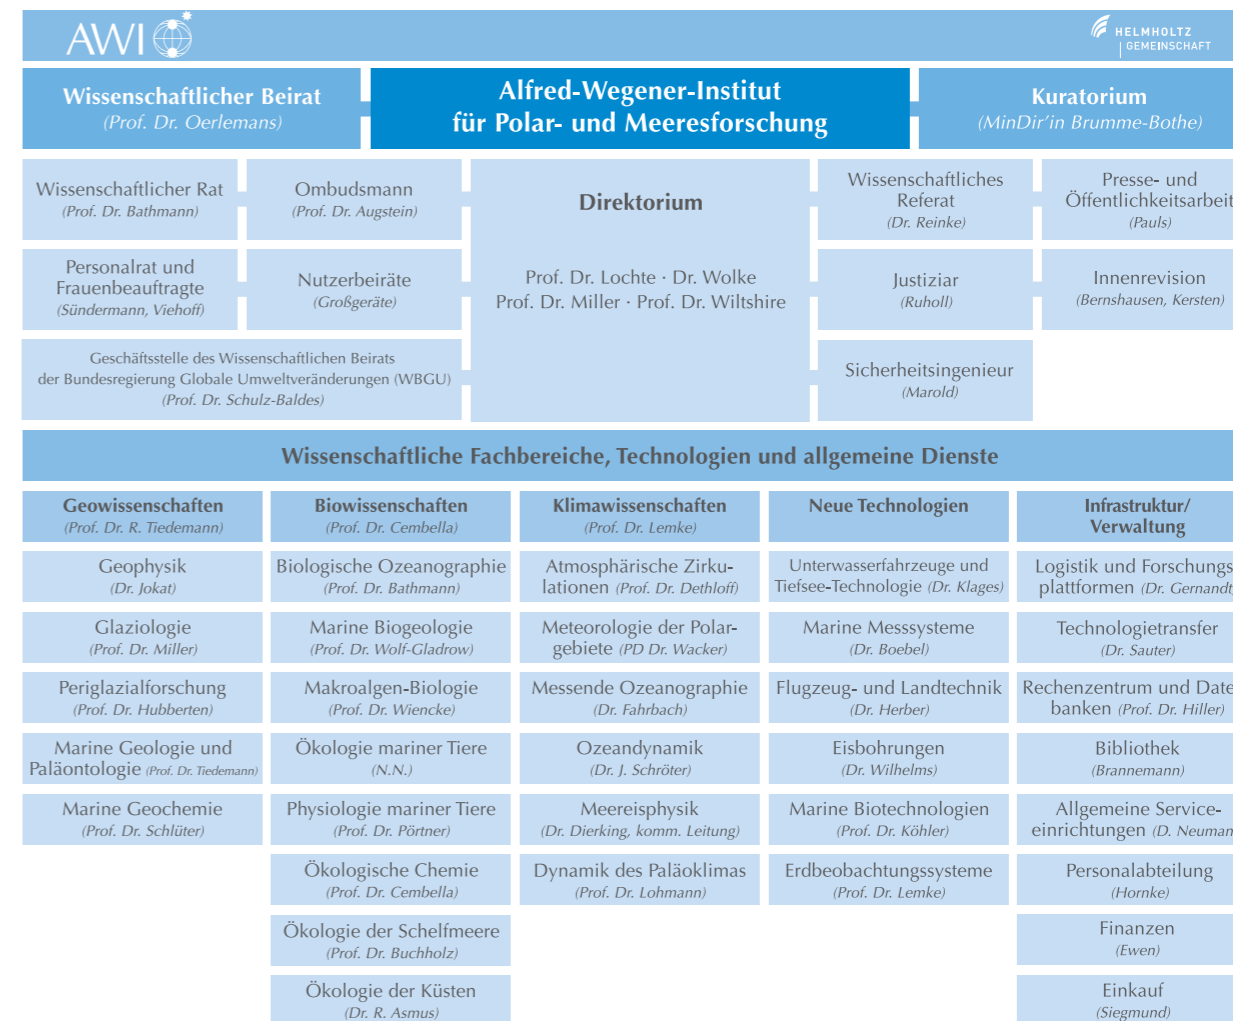 AWI
HELMHOLTZ
GEMEINSCHAFT
Wissenschaftlicher Beirat
(Prof. Dr. Oerlemans)
Alfred-Wegener-Institut
für Polar- und Meeresforschung
Kuratorium
(MinDir’in Brumme-Bothe)
Wissenschaftlicher Rat
(Prof. Dr. Bathmann)
Ombudsmann
(Prof. Dr. Augstein)
Direktorium
Prof. Dr. Lochte · Dr. Wolke
Prof. Dr. Miller · Prof. Dr. Wiltshire
Wissenschaftliches
Referat
(Dr. Reinke)
Presse- und
Öffentlichkeitsarbeit
(Pauls)
Personalrat und
Frauenbeauftragte
(Sündermann, Viehoff)
Nutzerbeiräte
(Großgeräte)
Justiziar
(Ruholl)
Innenrevision
(Bernshausen, Kersten)
Geschäftsstelle des Wissenschaftlichen Beirats
der Bundesregierung Globale Umweltveränderungen (WBGU)
(Prof. Dr. Schulz-Baldes)
Sicherheitsingenieur
(Marold)
Wissenschaftliche Fachbereiche, Technologien und allgemeine Dienste
Geowissenschaften
(Prof. Dr. R. Tiedemann)
Geophysik
(Dr. Jokat)
Glaziologie
(Prof. Dr. Miller)
Periglazialforschung
(Prof. Dr. Hubberten)
Marine Geologie und
Paläontologie (Prof. Dr. Tiedemann)
Marine Geochemie
(Prof. Dr. Schlüter)
Biowissenschaften
(Prof. Dr. Cembella)
Biologische Ozeanographie
(Prof. Dr. Bathmann)
Marine Biogeologie
(Prof. Dr. Wolf-Gladrow)
Makroalgen-Biologie
(Prof. Dr. Wiencke)
Ökologie mariner Tiere
(N.N.)
Physiologie mariner Tiere
(Prof. Dr. Pörtner)
Ökologische Chemie
(Prof. Dr. Cembella)
Ökologie der Schelfmeere
(Prof. Dr. Buchholz)
Ökologie der Küsten
(Dr. R. Asmus)
Klimawissenschaften
(Prof. Dr. Lemke)
Atmosphärische Zirku-
lationen (Prof. Dr. Dethloff)
Meteorologie der Polar-
gebiete (PD Dr. Wacker)
Messende Ozeanographie
(Dr. Fahrbach)
Ozeandynamik
(Dr. J. Schröter)
Meereisphysik
(Dr. Dierking, komm. Leitung)
Dynamik des Paläoklimas
(Prof. Dr. Lohmann)
Neue Technologien
Unterwasserfahrzeuge und
Tiefsee-Technologie (Dr. Klages)
Marine Messsysteme
(Dr. Boebel)
Flugzeug- und Landtechnik
(Dr. Herber)
Eisbohrungen
(Dr. Wilhelms)
Marine Biotechnologien
(Prof. Dr. Köhler)
Erdbeobachtungssysteme
(Prof. Dr. Lemke)
Infrastruktur/
Verwaltung
Logistik und Forschungs
plattformen (Dr. Gernandt
Technologietransfer
(Dr. Sauter)
Rechenzentrum und Date
banken (Prof. Dr. Hiller)
Bibliothek
(Brannemann)
Allgemeine Service-
einrichtungen (D. Neuman
Personalabteilung
(Hornke)
Finanzen
(Ewen)
Einkauf
(Siegmund)